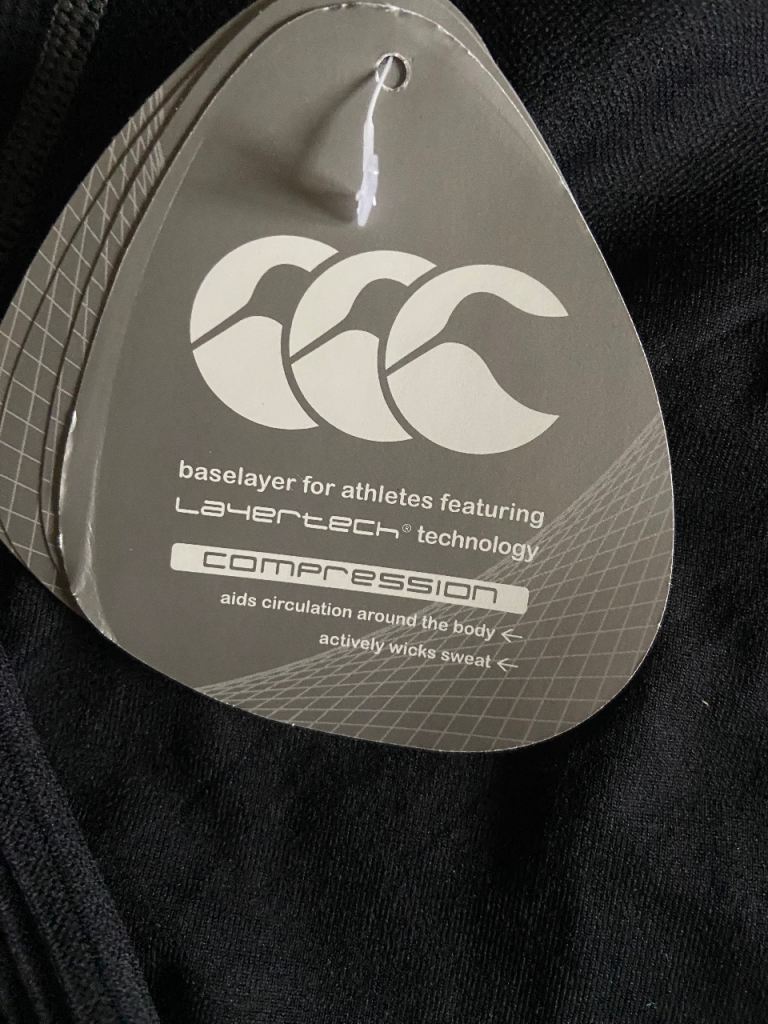 baselayer for athletes featuring
Layertech® technology
compression
aids circulation around the body ←
actively wicks sweat ←